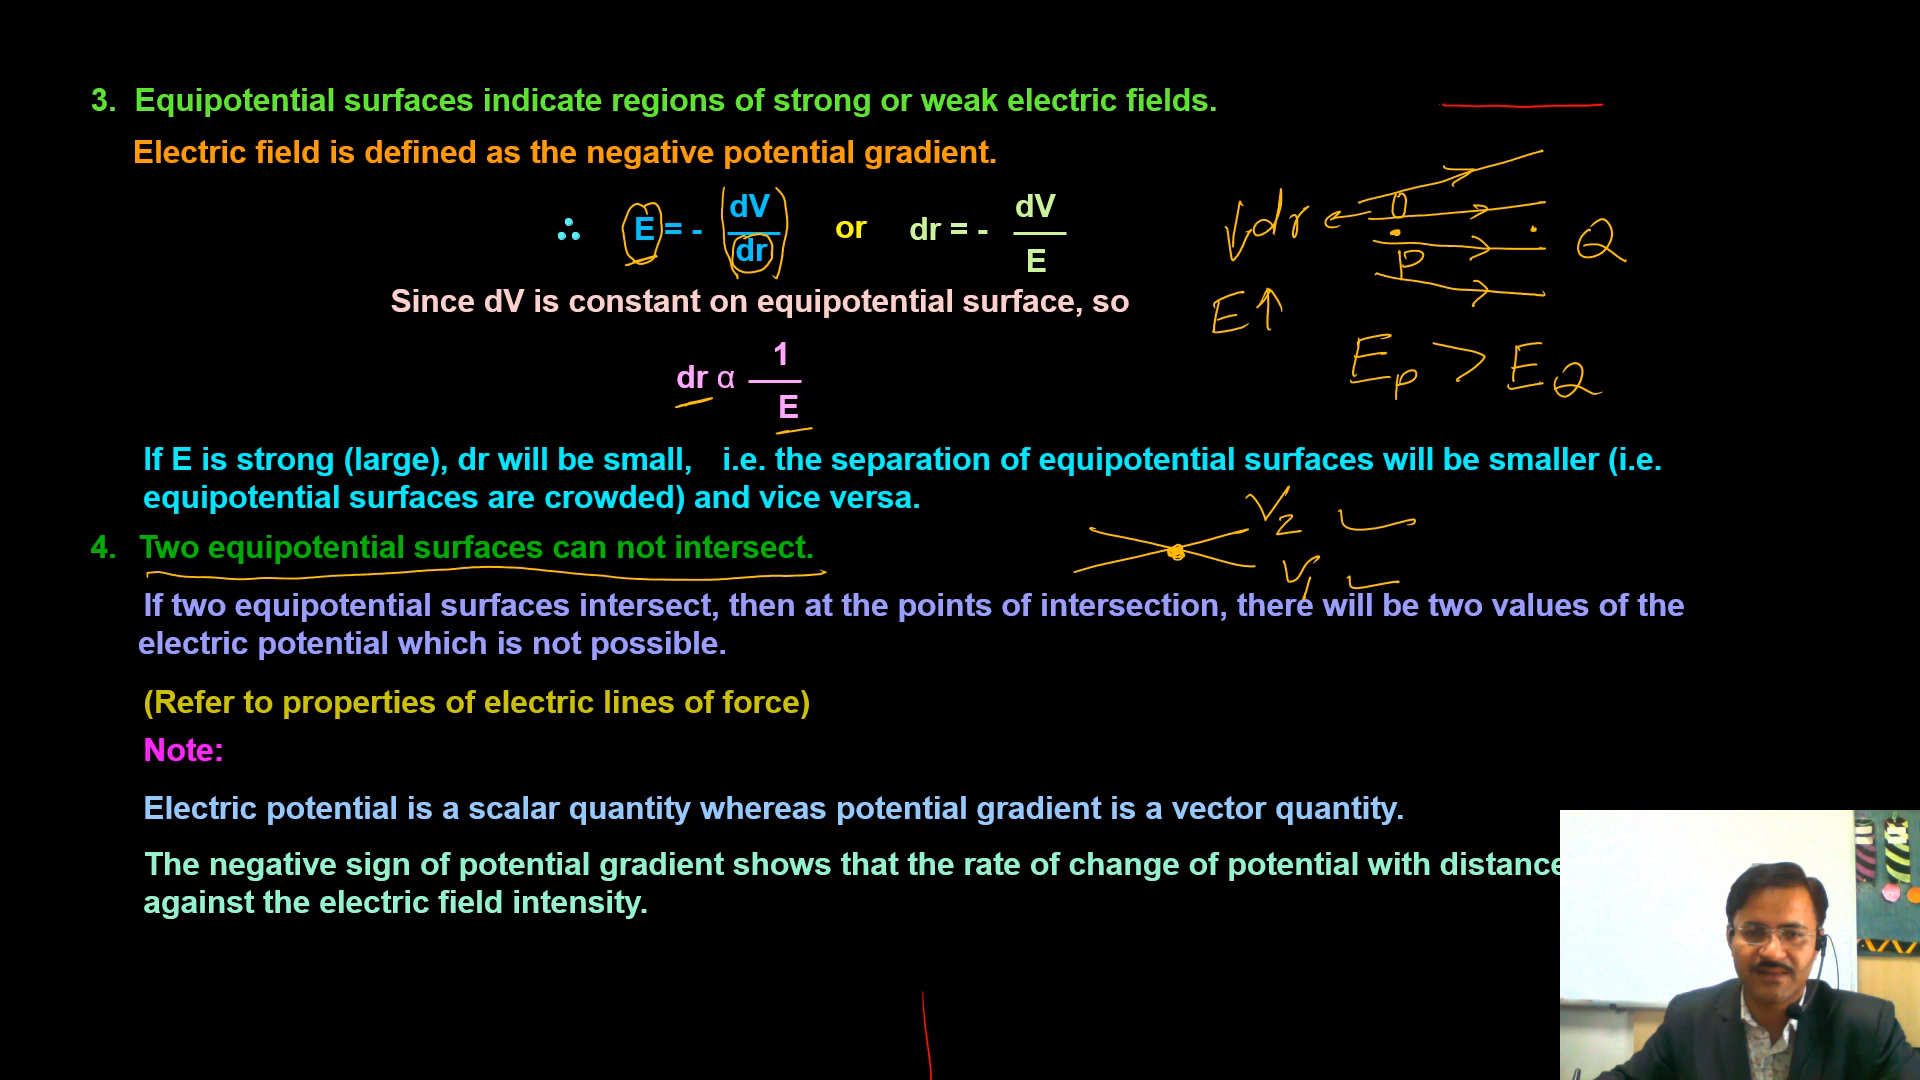 3. Equipotential surfaces indicate regions of strong or weak electric fields.
Electric field is defined as the negative potential gradient.
∴ E = - dV/dr or dr = - dV/E
Since dV is constant on equipotential surface, so
dr α 1/E
dr
P
Q
E↑
E_P > E_Q
If E is strong (large), dr will be small, i.e. the separation of equipotential surfaces will be smaller (i.e.
equipotential surfaces are crowded) and vice versa.
V2
4. Two equipotential surfaces can not intersect.
V1
If two equipotential surfaces intersect, then at the points of intersection, there will be two values of the
electric potential which is not possible.
(Refer to properties of electric lines of force)
Note:
Electric potential is a scalar quantity whereas potential gradient is a vector quantity.
The negative sign of potential gradient shows that the rate of change of potential with distance
against the electric field intensity.